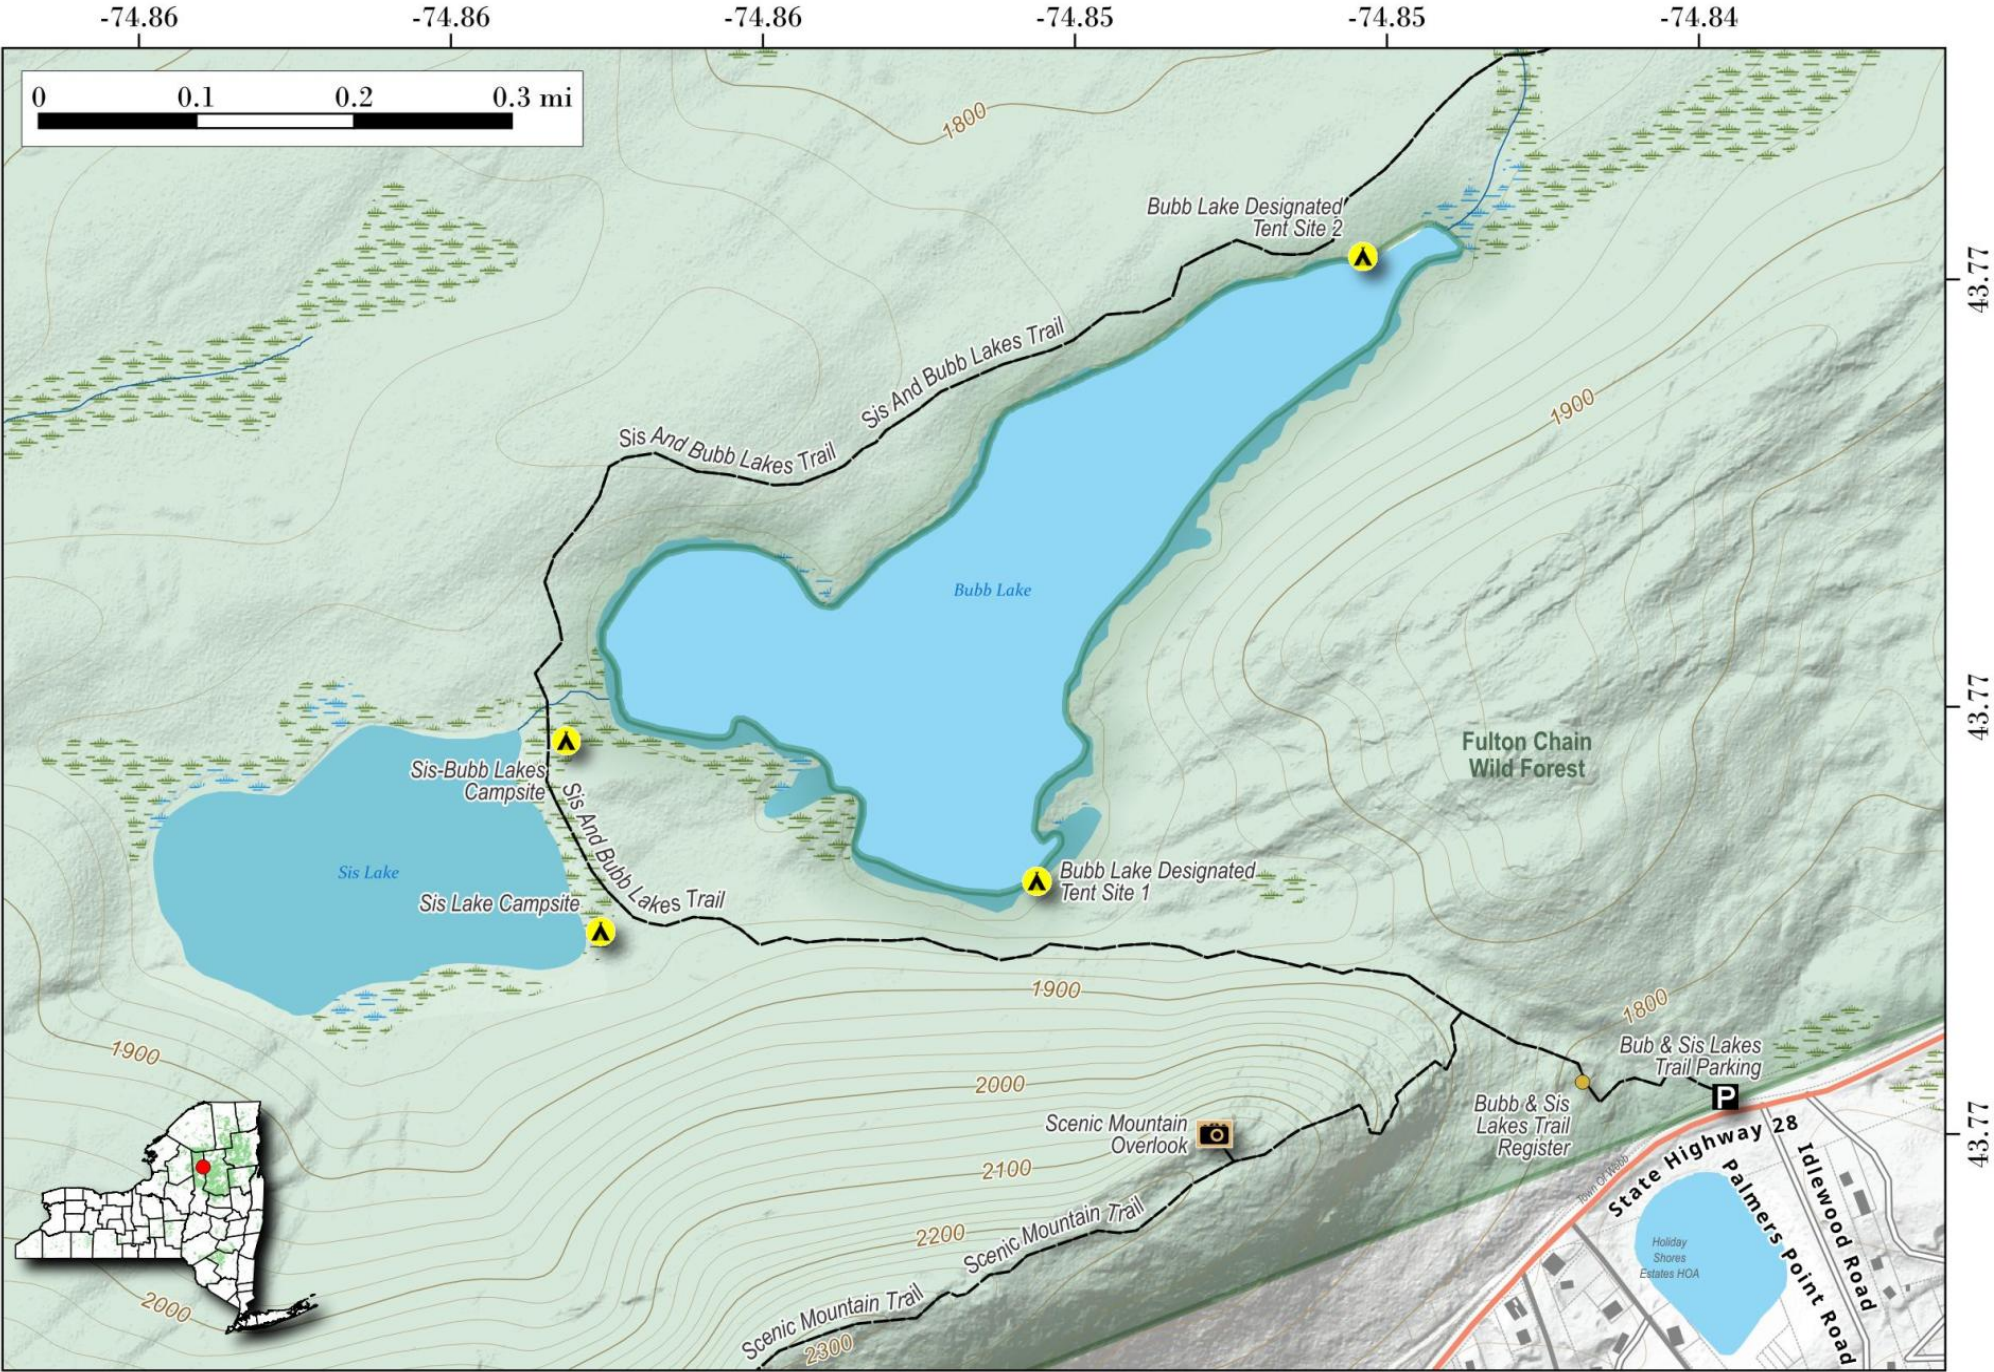 -74.86
-74.86
-74.86
-74.85
-74.85
-74.84
0 0.1 0.2 0.3 mi
1800
Bubb Lake Designated
Tent Site 2
43.77
Sis And Bubb Lakes Trail
1900
Sis And Bubb Lakes Trail
Bubb Lake
43.77
Fulton Chain
Wild Forest
Sis-Bubb Lakes
Campsite
Sis And Bubb Lakes Trail
Sis Lake
Bubb Lake Designated
Tent Site 1
Sis Lake Campsite
1900
1800
1900
Bub & Sis Lakes
Trail Parking
P
2000
Bubb & Sis
Lakes Trail
Register
Scenic Mountain
Overlook
43.77
State Highway 28
Town Of Webb
Idlewood Road
Palmers Point Road
2100
2200
Scenic Mountain Trail
Holiday
Shores
Estates HOA
2000
Scenic Mountain Trail
2300